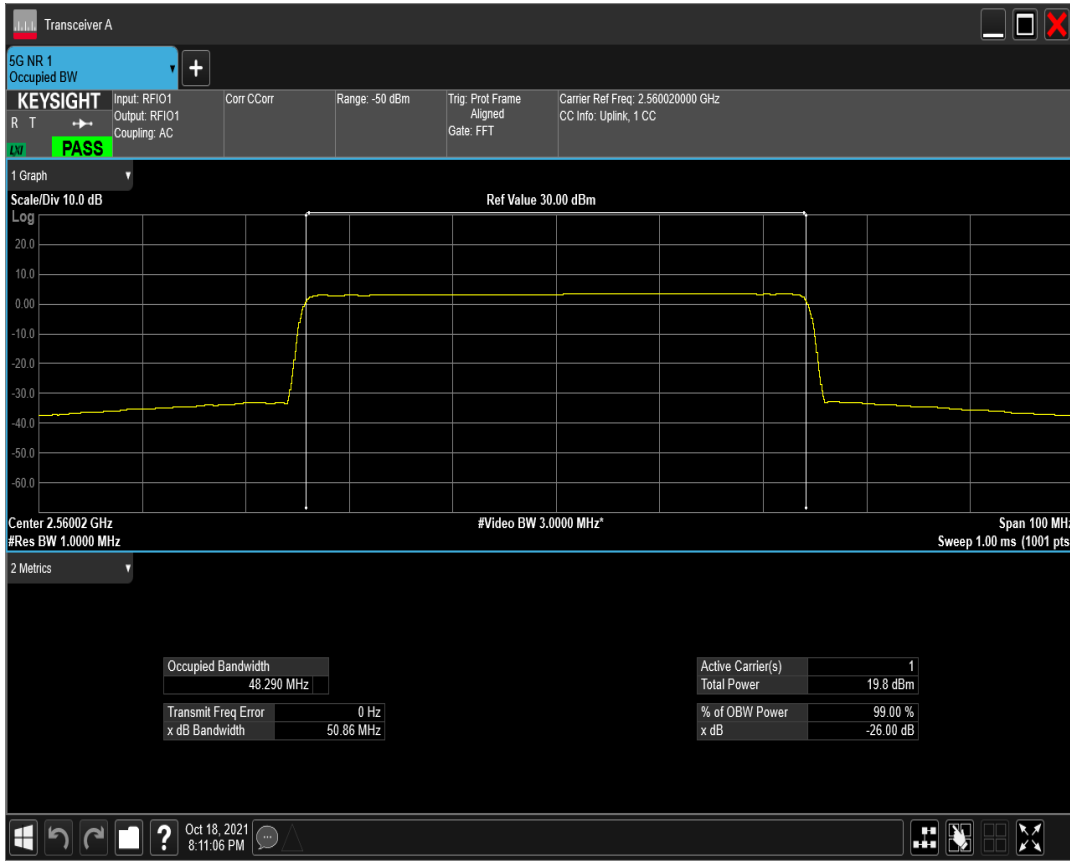 Transceiver A
5G NR 1
Occupied BW
+
KEYSIGHT
R T
LXI
PASS
Input: RFIO1
Output: RFIO1
Coupling: AC
Corr CCorr
Range: -50 dBm
Trig: Prot Frame
Aligned
Gate: FFT
Carrier Ref Freq: 2.560020000 GHz
CC Info: Uplink, 1 CC
1 Graph
Scale/Div 10.0 dB
Ref Value 30.00 dBm
Log
20.0
10.0
0.00
-10.0
-20.0
-30.0
-40.0
-50.0
-60.0
Center 2.56002 GHz
#Video BW 3.0000 MHz*
Span 100 MHz
#Res BW 1.0000 MHz
Sweep 1.00 ms (1001 pts
2 Metrics
Occupied Bandwidth
48.290 MHz
Transmit Freq Error 0 Hz
x dB Bandwidth 50.86 MHz
Active Carrier(s) 1
Total Power 19.8 dBm
% of OBW Power 99.00 %
x dB -26.00 dB
?
Oct 18, 2021
8:11:06 PM